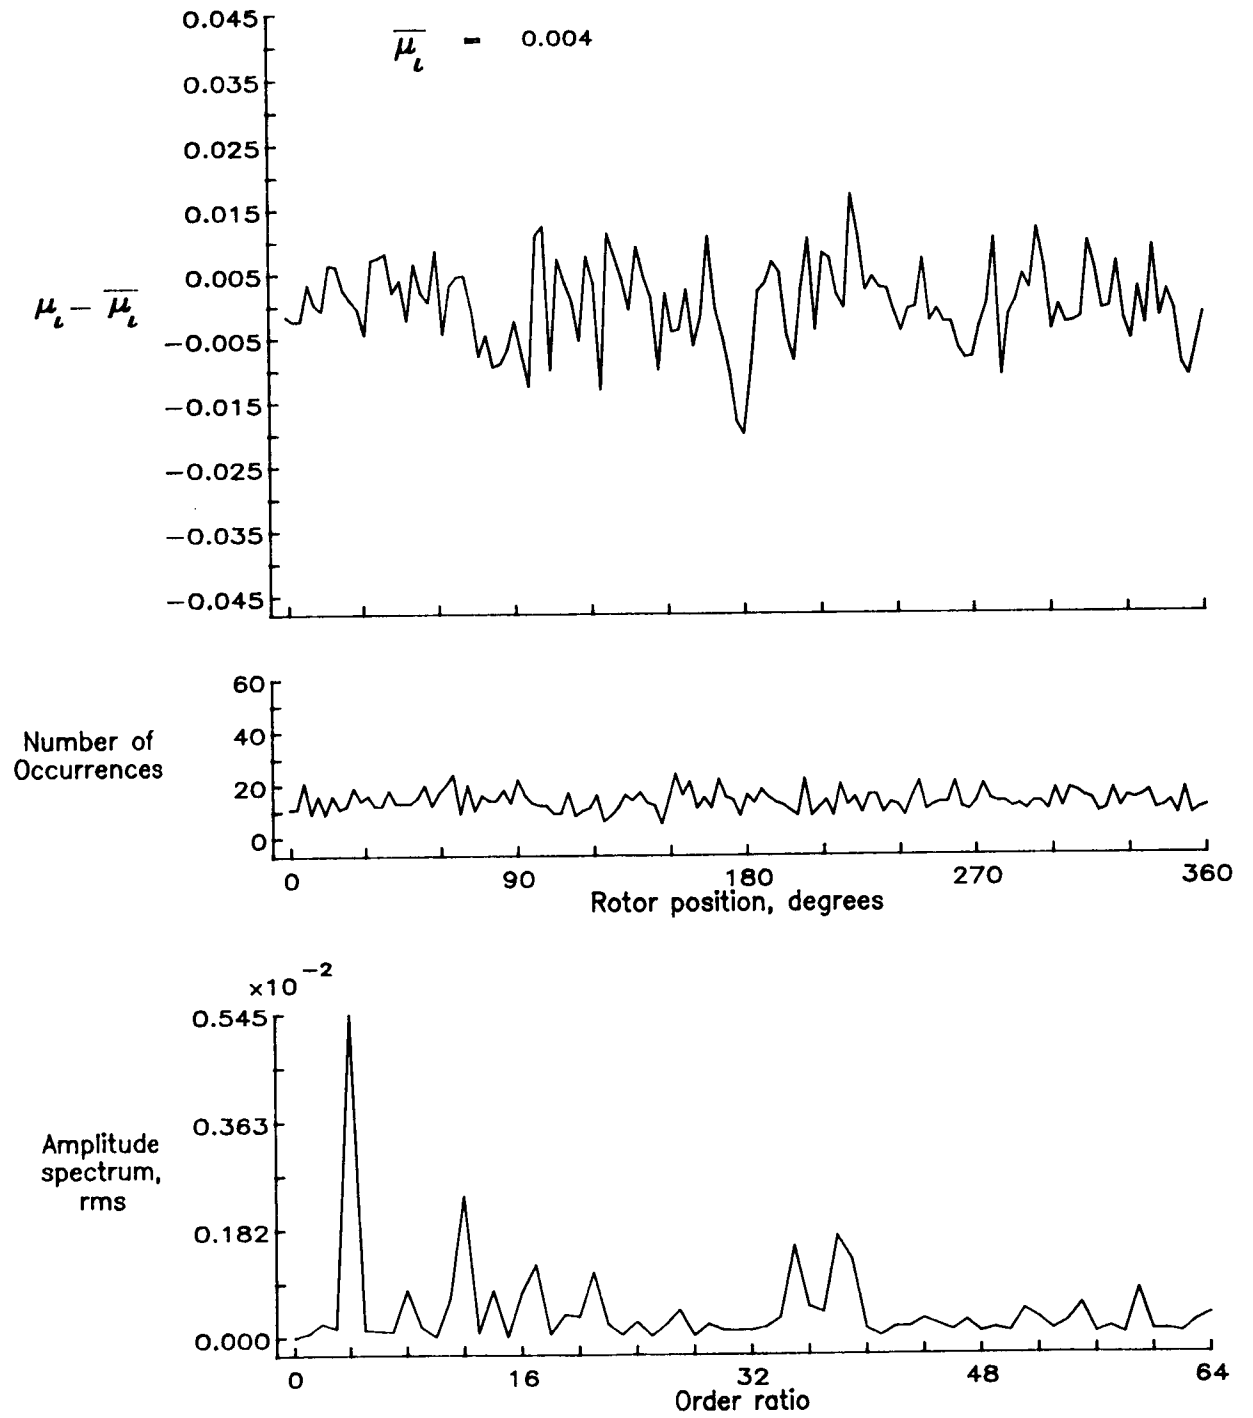 0.045
μ̅ι = 0.004
0.035
0.025
0.015
0.005
μι − μ̅ι
−0.005
−0.015
−0.025
−0.035
−0.045
60
Number of
Occurrences
40
20
0
0 90 180 270 360
Rotor position, degrees
×10⁻²
0.545
0.363
Amplitude
spectrum,
rms
0.182
0.000
0 16 32 48 64
Order ratio